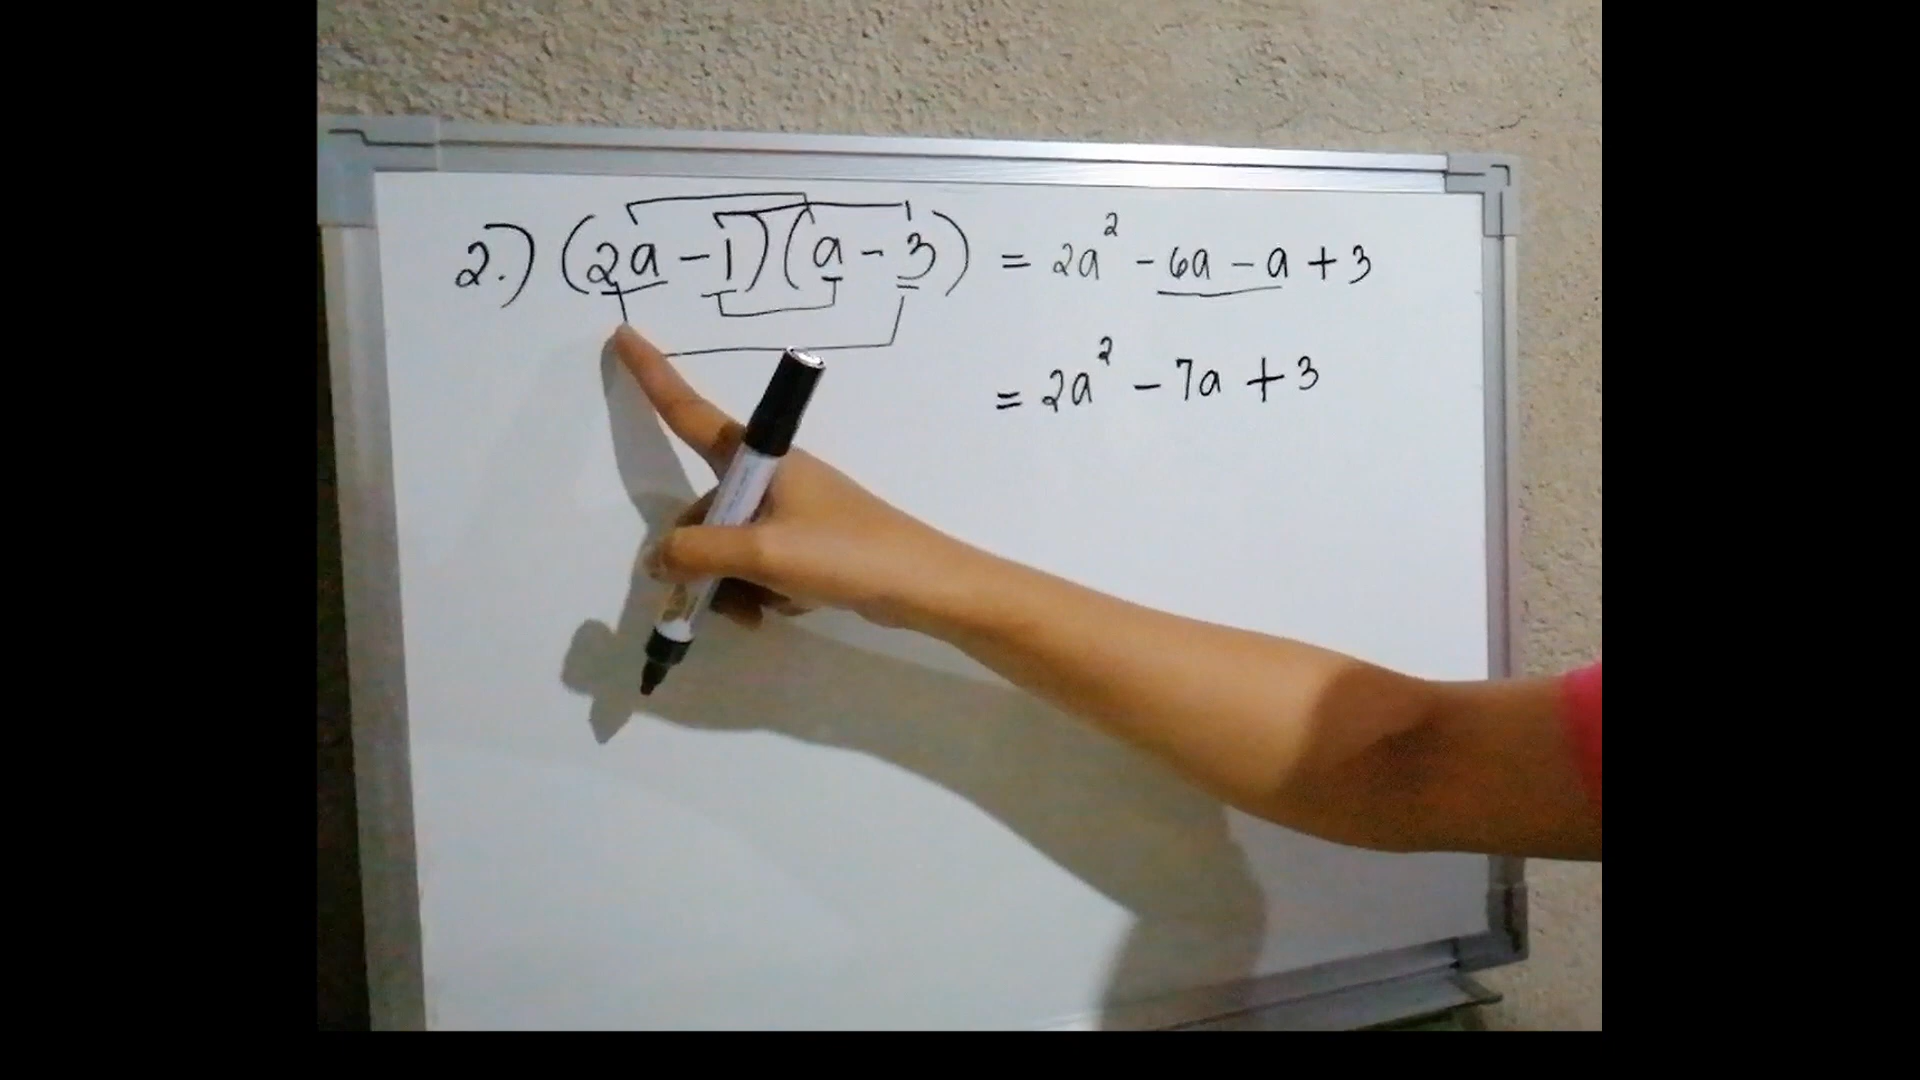 2.) (2a - 1)(a - 3) = 2a² - 6a - a + 3
= 2a² - 7a + 3